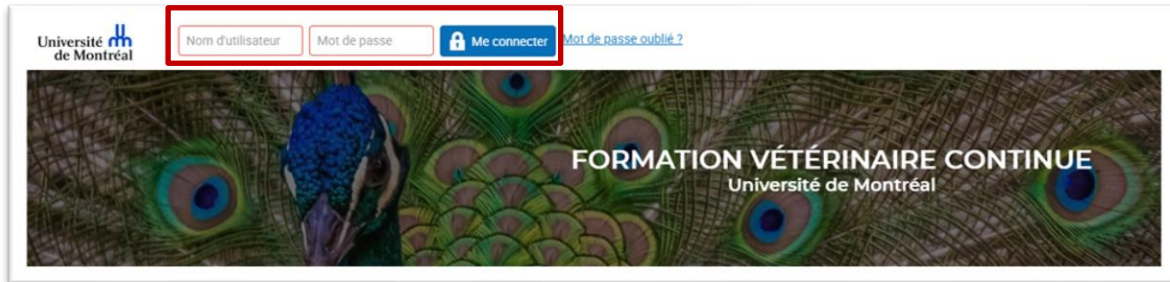 Université
de Montréal
Nom d'utilisateur
Mot de passe
Me connecter
Mot de passe oublié ?
FORMATION VÉTÉRINAIRE CONTINUE
Université de Montréal